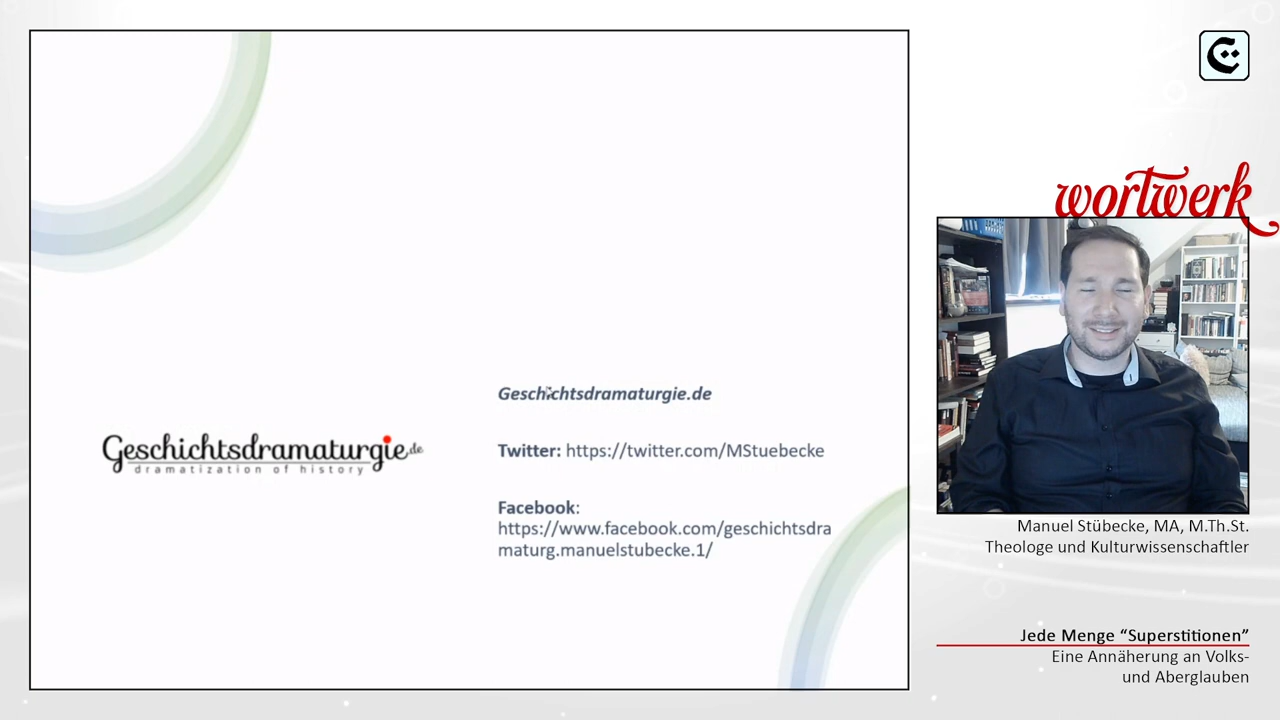 Geschichtsdramaturgie.de
dramatization of history
Geschichtsdramaturgie.de
Twitter: https://twitter.com/MStuebecke
Facebook:
https://www.facebook.com/geschichtsdra
maturg.manuelstubecke.1/
wortwerk
Manuel Stübecke, MA, M.Th.St.
Theologe und Kulturwissenschaftler
Jede Menge “Superstitionen”
Eine Annäherung an Volks-
und Aberglauben